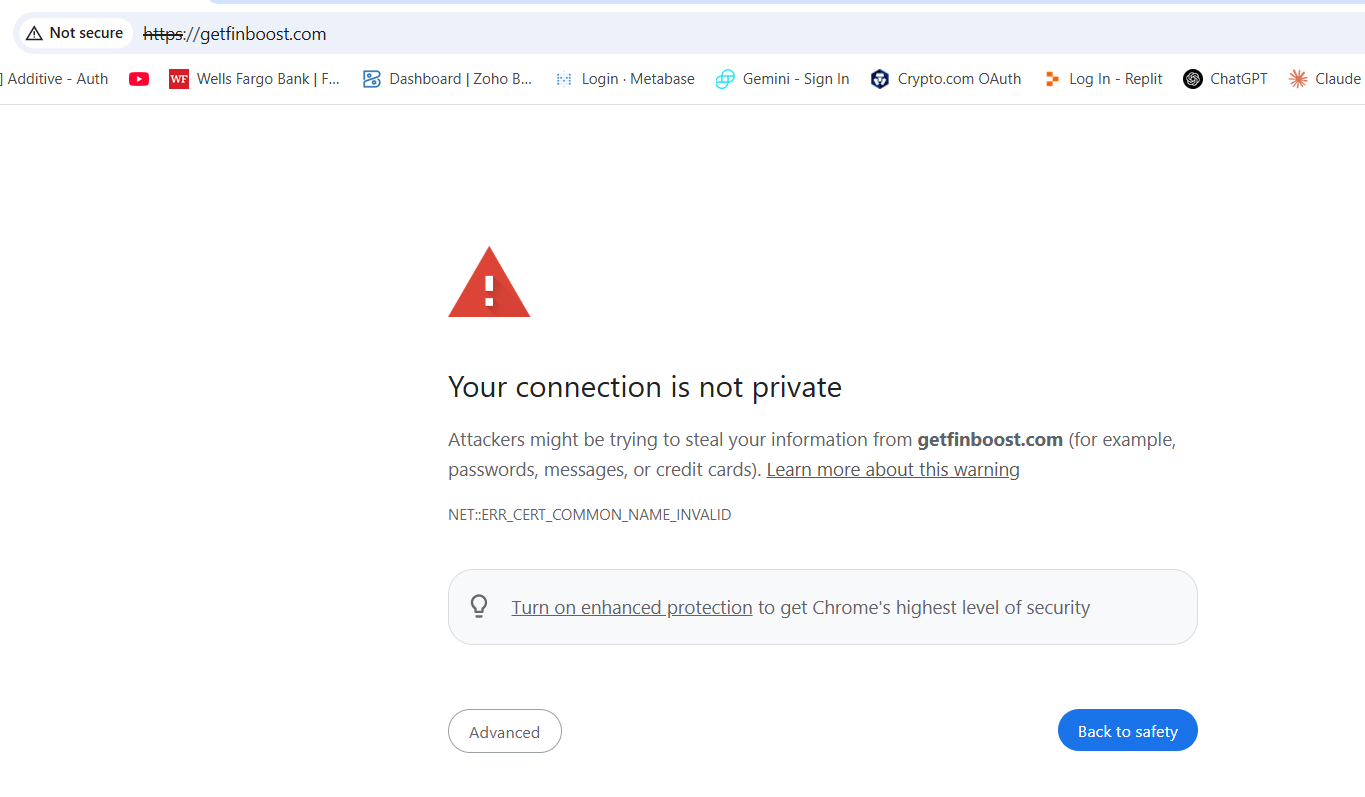 Not secure https://getfinboost.com
] Additive - Auth WF Wells Fargo Bank | F... Dashboard | Zoho B... Login · Metabase Gemini - Sign In Crypto.com OAuth Log In - Replit ChatGPT Claude
Your connection is not private
Attackers might be trying to steal your information from getfinboost.com (for example,
passwords, messages, or credit cards). Learn more about this warning
NET::ERR_CERT_COMMON_NAME_INVALID
Turn on enhanced protection to get Chrome's highest level of security
Advanced Back to safety